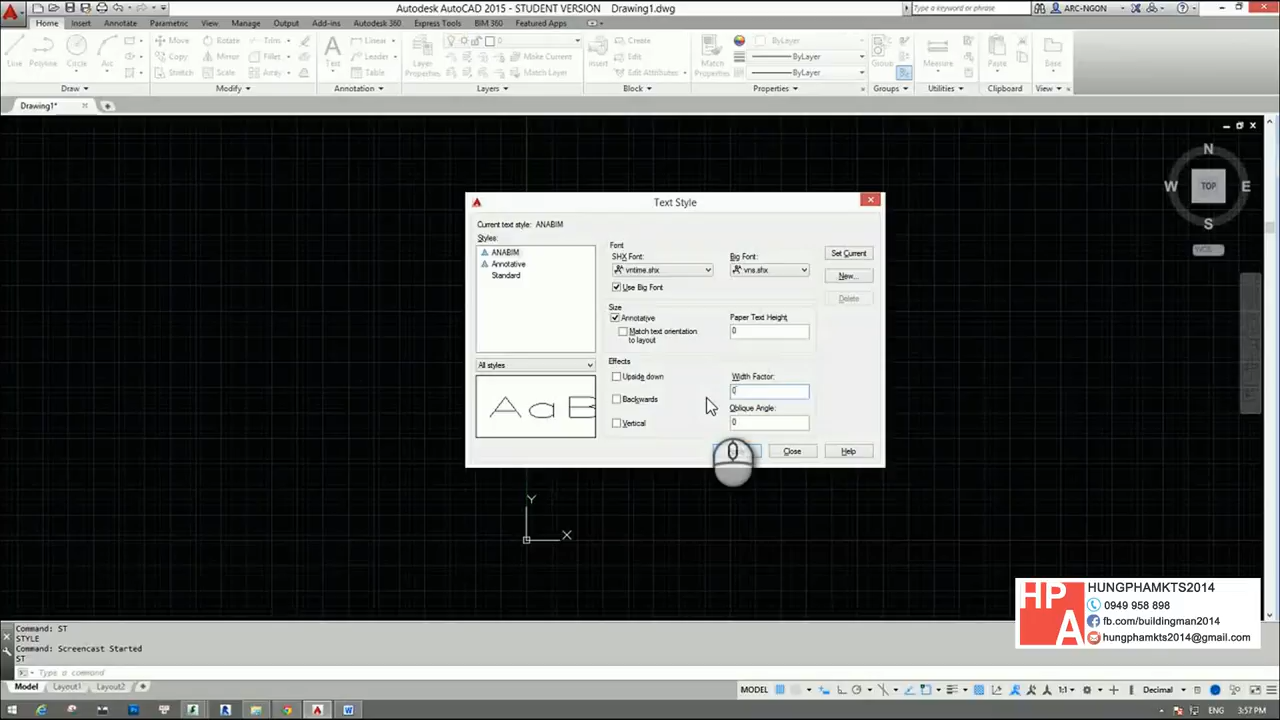 Autodesk AutoCAD 2015 - STUDENT VERSION Drawing1.dwg
Type a keyword or phrase
ARC-NGON
Home Insert Annotate Parametric View Manage Output Add-ins Autodesk 360 Express Tools BIM 360 Featured Apps
Line Polyline Circle Arc
Move Rotate Trim
Copy Mirror Fillet
Stretch Scale Array
Text
Linear
Leader
Table
Layer Properties
0
Make Current
Match Layer
Insert
Create
Edit
Edit Attributes
Match Properties
ByLayer
ByLayer
ByLayer
Group
Measure
Paste
Base
Draw Modify Annotation Layers Block Properties Groups Utilities Clipboard View
Drawing1*
N
W TOP E
S
WCS
Text Style
Current text style: ANABIM
Styles:
ANABIM
Annotative
Standard
All styles
AaB
Font
SHX Font:
vntime.shx
Big Font:
vns.shx
Use Big Font
Size
Annotative
Match text orientation
to layout
Paper Text Height
0
Effects
Upside down
Backwards
Vertical
Width Factor:
0
Oblique Angle:
0
Set Current
New...
Delete
Close
Help
Y
X
HPA
HUNGPHAMKTS2014
0949 958 898
fb.com/buildingman2014
hungphamkts2014@gmail.com
Command: ST
STYLE
Command: Screencast Started
ST
Type a command
Model Layout1 Layout2
MODEL
1:1
Decimal
ENG 3:57 PM